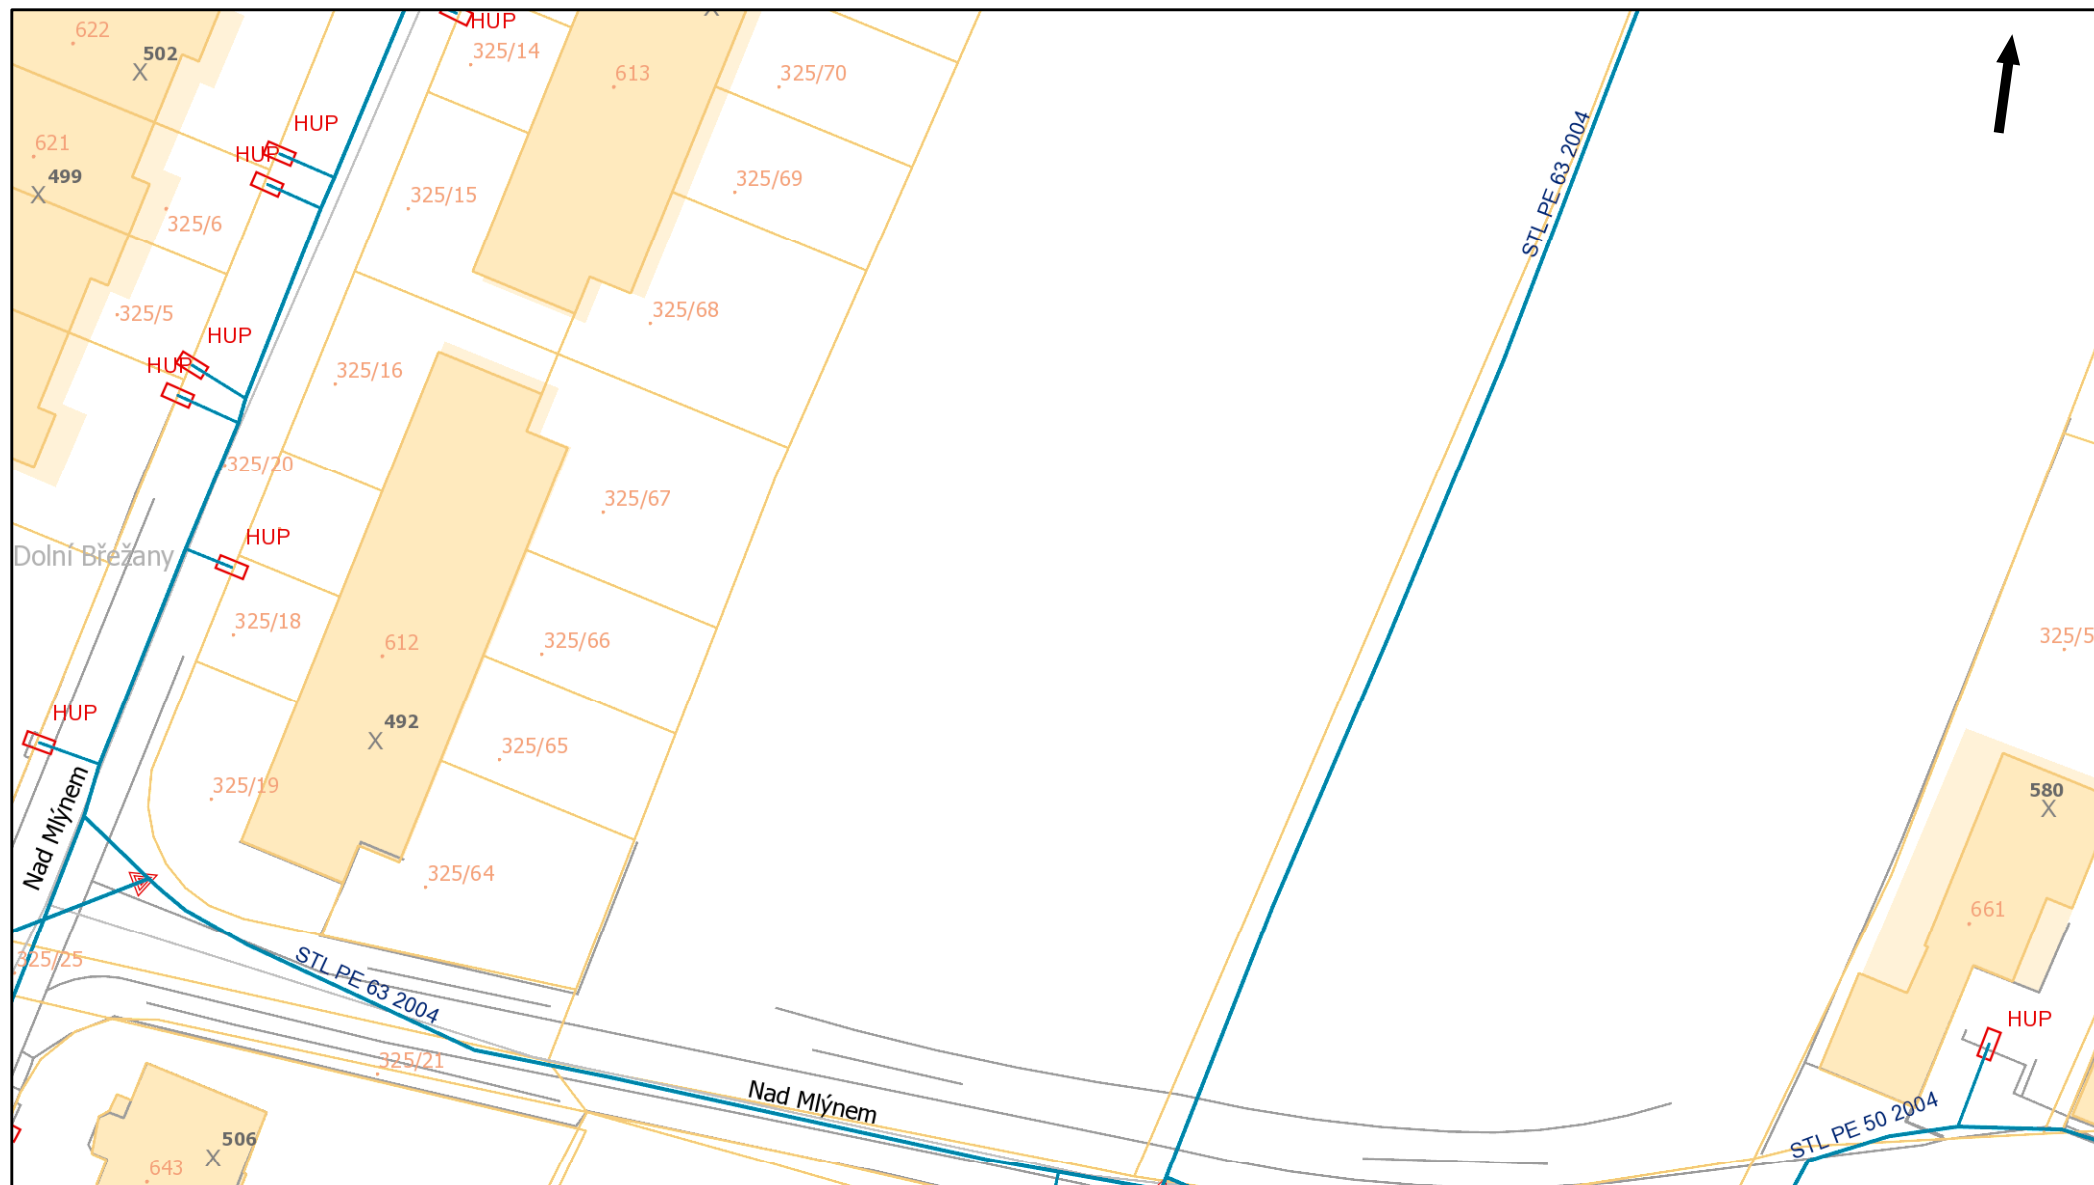 622
502
HUP
325/14
613
325/70
HUP
HUP
621
499
325/6
325/15
325/69
STL PE 63 2004
325/5
325/68
HUP
HUP
325/16
325/20
325/67
HUP
Dolní Břežany
325/18
612
325/66
325/5
HUP
492
325/65
325/19
580
Nad Mlýnem
325/64
661
325/25
STL PE 63 2004
HUP
325/21
Nad Mlýnem
STL PE 50 2004
506
643